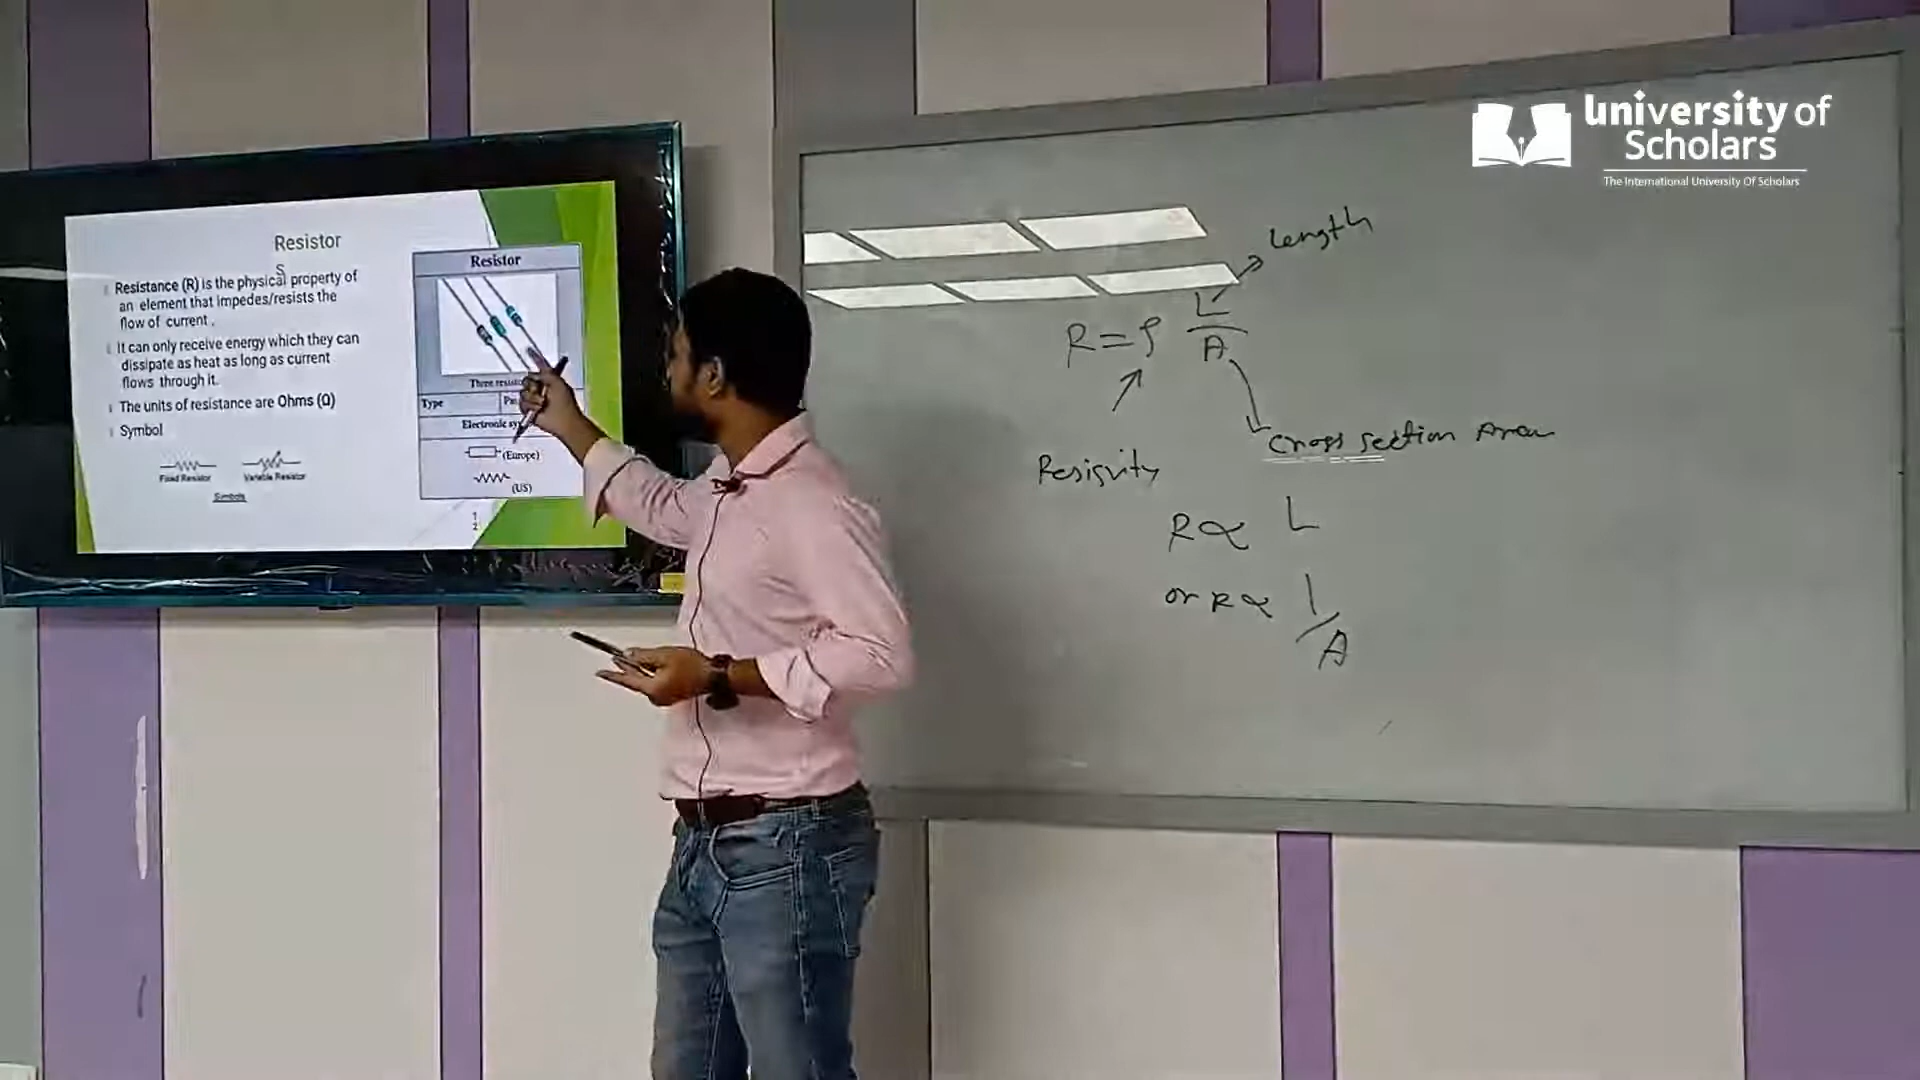 Resistor
s
Resistance (R) is the physical property of
an element that impedes/resists the
flow of current .
It can only receive energy which they can
dissipate as heat as long as current
flows through it.
The units of resistance are Ohms (Ω)
Symbol
Fixed Resistor
Variable Resistor
Symbols
Resistor
Three
Type
Electronic
(Europe)
(US)
1
2
University of
Scholars
The International University Of Scholars
Length
R = ρ L/A
Cross section Area
Resisvity
R ∝ L
or R ∝ 1/A